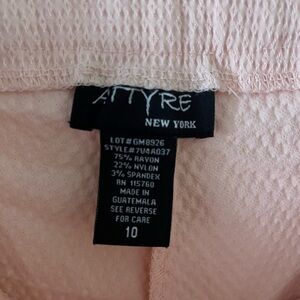 ATTYRE
NEW YORK
LOT#GM8926
STYLE#7U4A037
75% RAYON
22% NYLON
3% SPANDEX
RN 115760
MADE IN
GUATEMALA
SEE REVERSE
FOR CARE
10